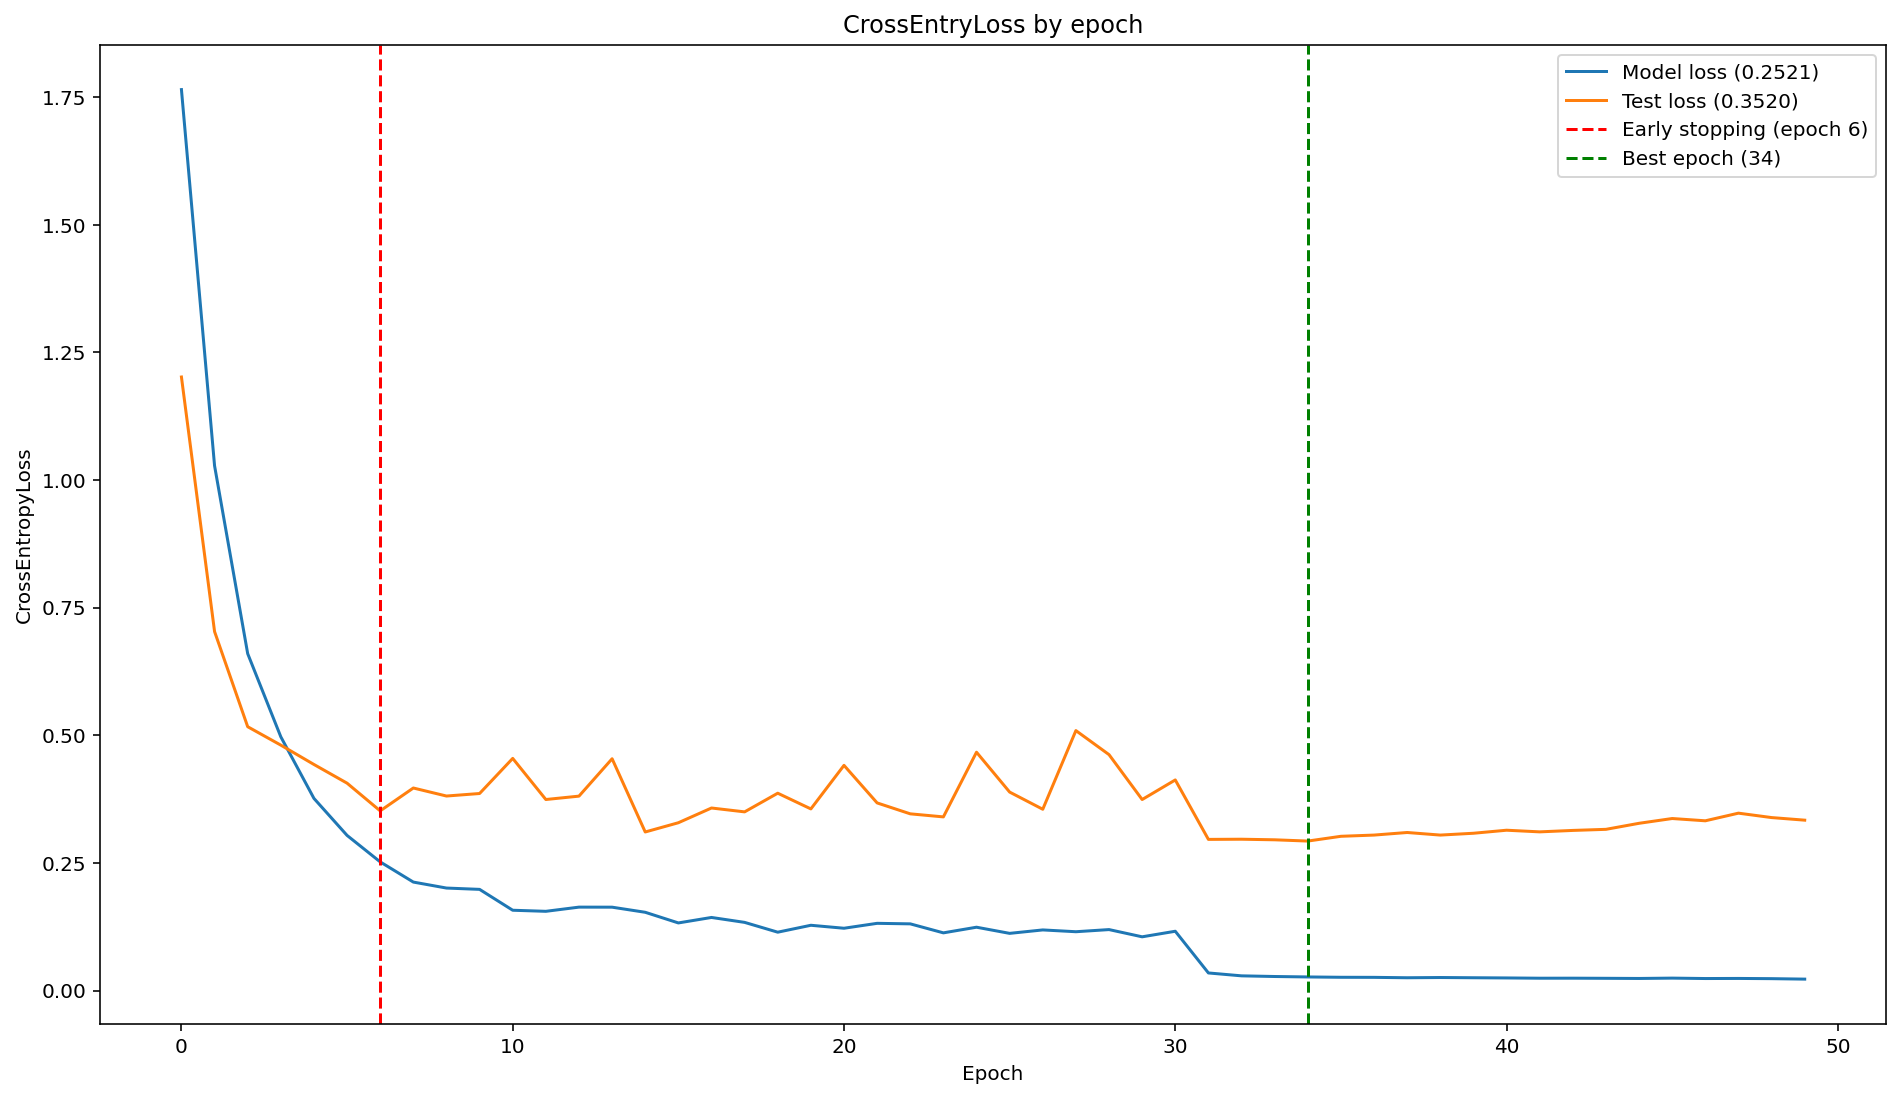 CrossEntryLoss by epoch
Model loss (0.2521)
Test loss (0.3520)
Early stopping (epoch 6)
Best epoch (34)
CrossEntropyLoss
1.75
1.50
1.25
1.00
0.75
0.50
0.25
0.00
0 10 20 30 40 50
Epoch